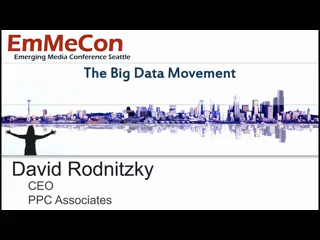 EmMeCon
Emerging Media Conference Seattle
The Big Data Movement
David Rodnitzky
CEO
PPC Associates